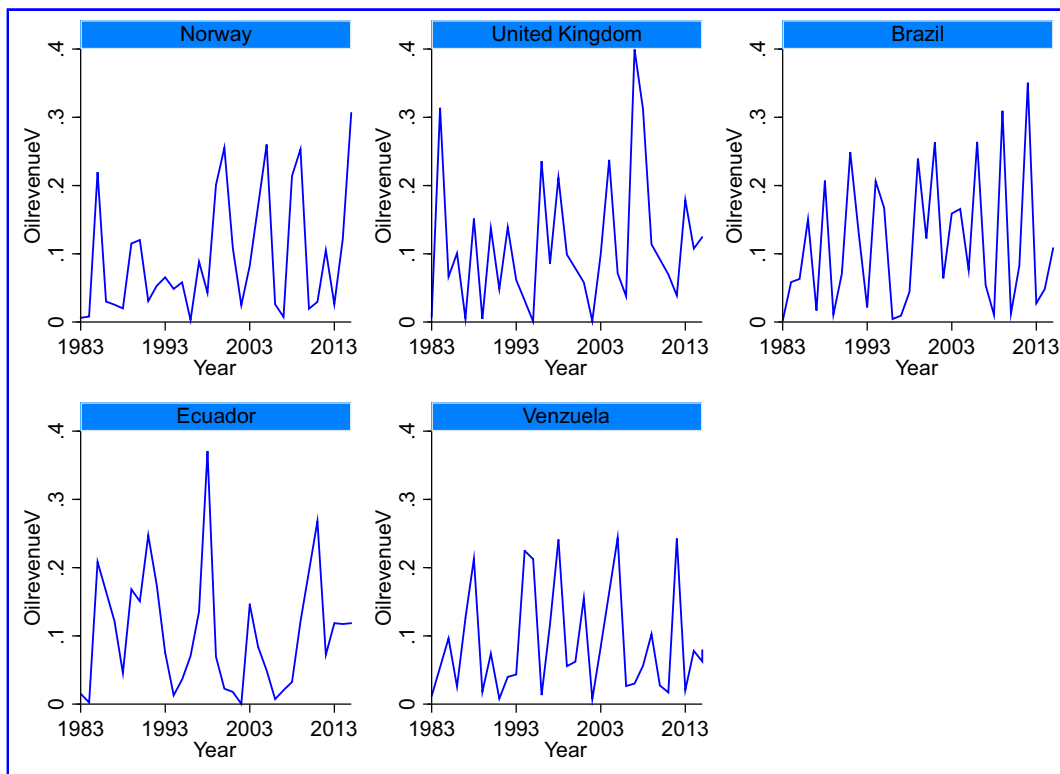 Norway
United Kingdom
Brazil
OilrevenueV
0 .1 .2 .3 .4
1983 1993 2003 2013
Year
OilrevenueV
0 .1 .2 .3 .4
1983 1993 2003 2013
Year
OilrevenueV
0 .1 .2 .3 .4
1983 1993 2003 2013
Year
Ecuador
Venzuela
OilrevenueV
0 .1 .2 .3 .4
1983 1993 2003 2013
Year
OilrevenueV
0 .1 .2 .3 .4
1983 1993 2003 2013
Year